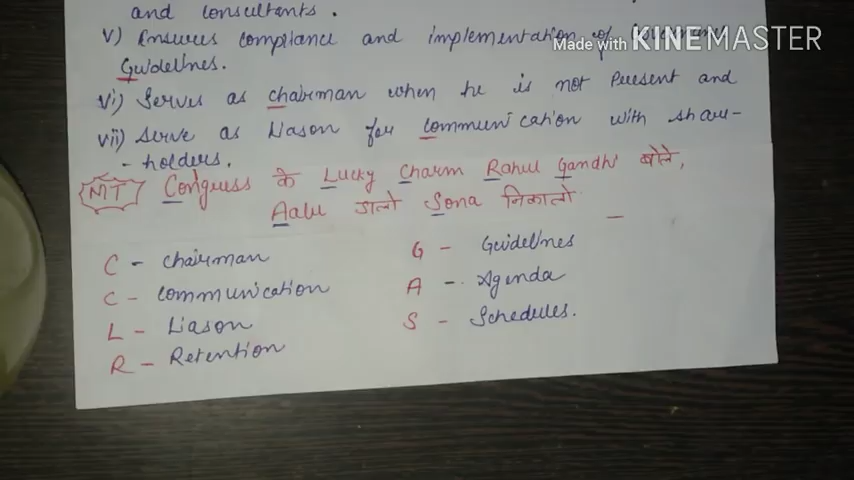 and consultants.
v) Ensures compliance and implementation of
Made with KINEMASTER
Guidelines.
vi) Serves as chairman when he is not present and
vii) Serve as Liason for communication with share-
-holders.
MT Congress के Lucky Charm Rahul Gandhi बोले,
Aalu डालो Sona निकालो
C - Chairman
C - Communication
L - Liason
R - Retention
G - Guidelines
A - Agenda
S - Schedules.